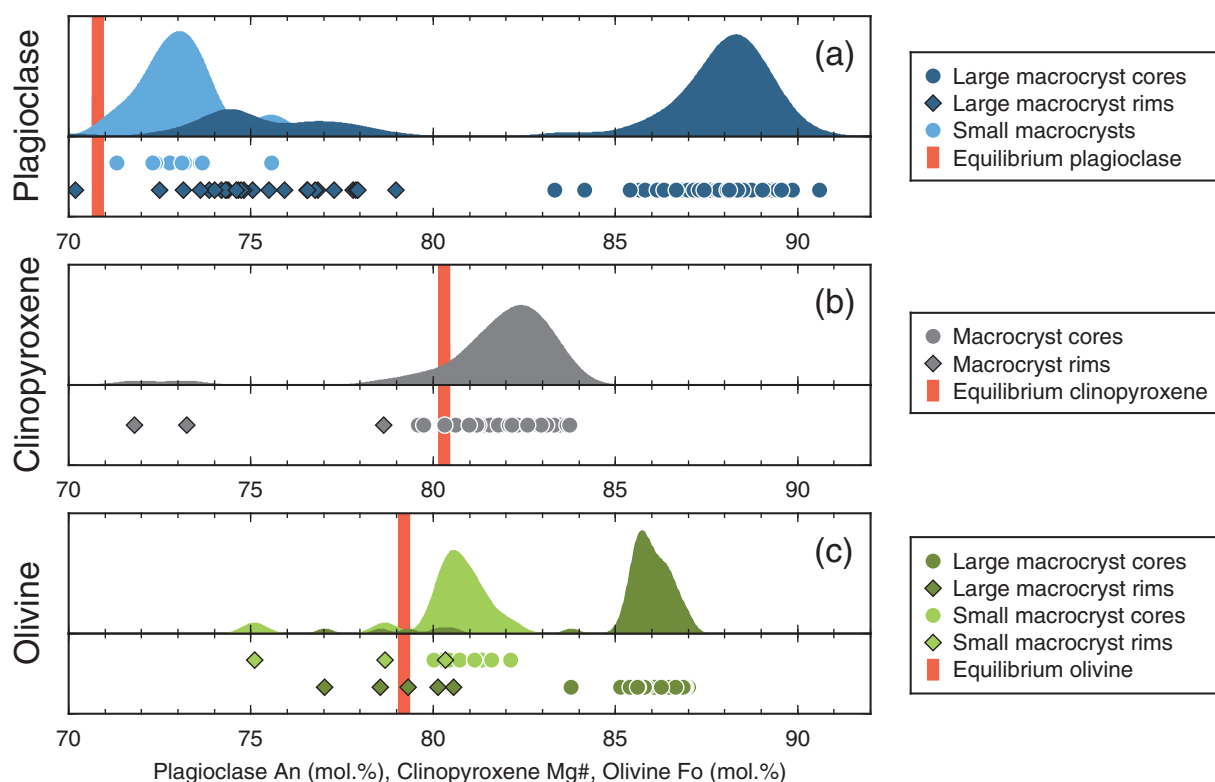 Plagioclase
(a)
70 75 80 85 90
Large macrocryst cores
Large macrocryst rims
Small macrocrysts
Equilibrium plagioclase
Clinopyroxene
(b)
70 75 80 85 90
Macrocryst cores
Macrocryst rims
Equilibrium clinopyroxene
Olivine
(c)
70 75 80 85 90
Plagioclase An (mol.%), Clinopyroxene Mg#, Olivine Fo (mol.%)
Large macrocryst cores
Large macrocryst rims
Small macrocryst cores
Small macrocryst rims
Equilibrium olivine